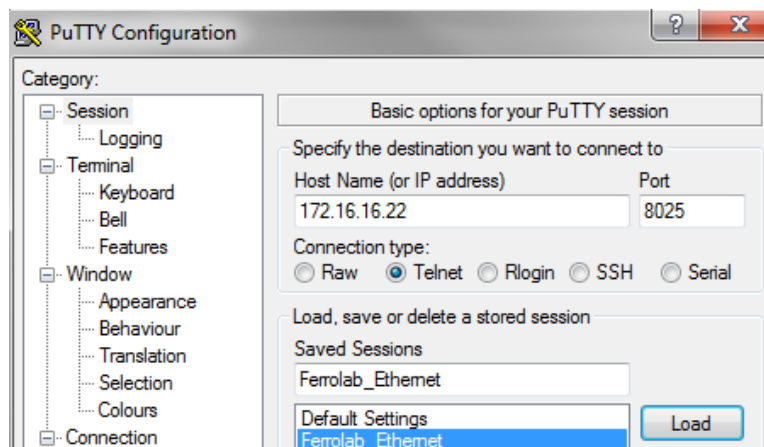 PuTTY Configuration
Category:
Session
Logging
Terminal
Keyboard
Bell
Features
Window
Appearance
Behaviour
Translation
Selection
Colours
Connection
Basic options for your PuTTY session
Specify the destination you want to connect to
Host Name (or IP address) Port
172.16.16.22 8025
Connection type:
Raw Telnet Rlogin SSH Serial
Load, save or delete a stored session
Saved Sessions
Ferrolab_Ethernet
Default Settings Load
Ferrolab_Ethernet